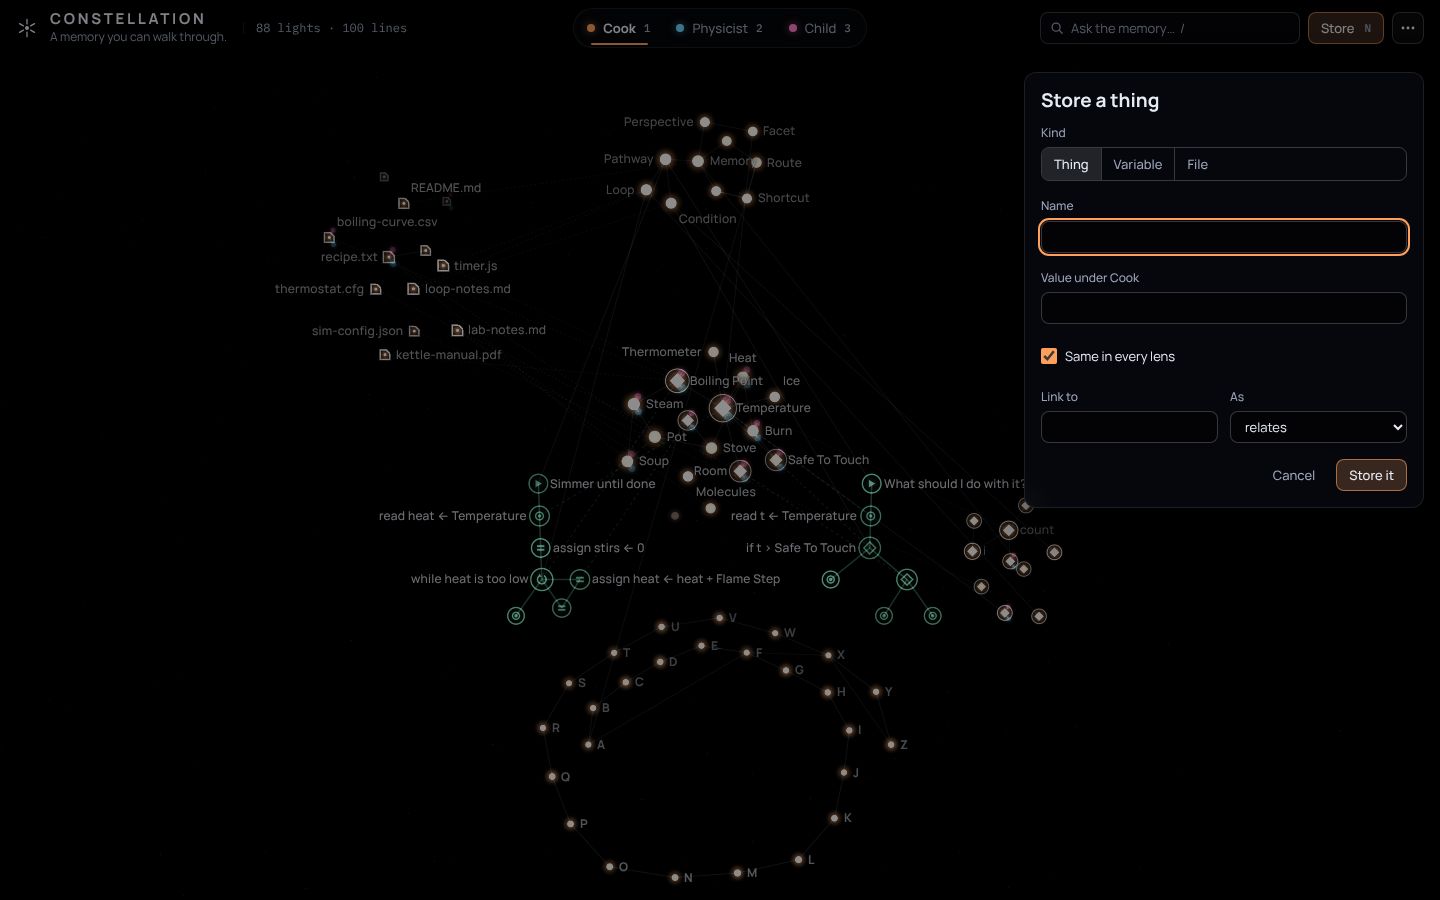 CONSTELLATION
A memory you can walk through.
88 lights · 100 lines
Cook 1
Physicist 2
Child 3
Ask the memory… /
Store N
Store a thing
Kind
Thing
Variable
File
Name
Value under Cook
Same in every lens
Link to
As
relates
Cancel
Store it
Perspective
Facet
Pathway
Memory
Route
Loop
Shortcut
Condition
README.md
boiling-curve.csv
recipe.txt
timer.js
thermostat.cfg
loop-notes.md
sim-config.json
lab-notes.md
kettle-manual.pdf
Thermometer
Heat
Boiling Point
Ice
Steam
Temperature
Pot
Burn
Stove
Soup
Room
Safe To Touch
Molecules
Simmer until done
What should I do with it?
read heat ← Temperature
read t ← Temperature
count
assign stirs ← 0
if t > Safe To Touch
i
while heat is too low
assign heat ← heat + Flame Step
V
U
W
T
E
F
X
D
G
S
C
H
Y
B
R
A
I
Z
Q
J
P
K
O
N
M
L